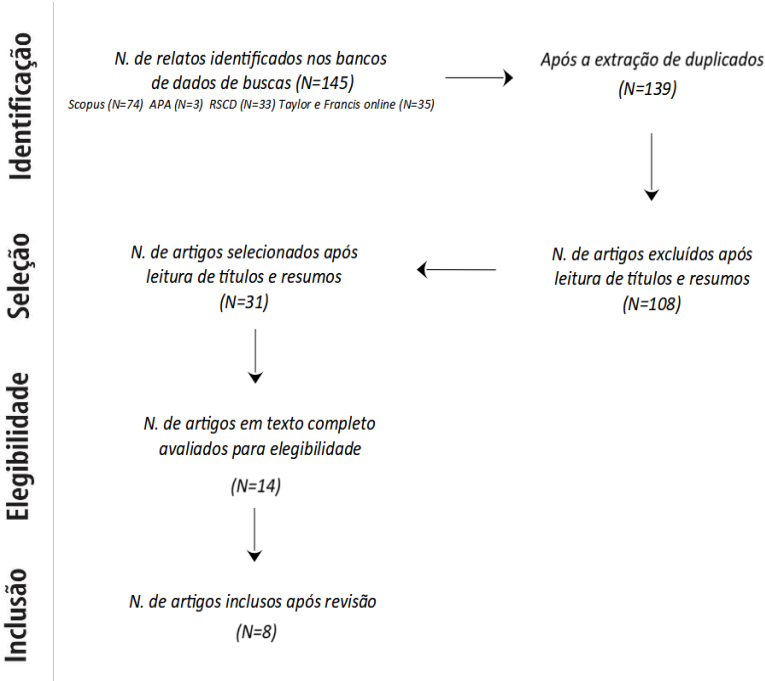 Identificação
N. de relatos identificados nos bancos
de dados de buscas (N=145)
Scopus (N=74) APA (N=3) RSCD (N=33) Taylor e Francis online (N=35)
Após a extração de duplicados
(N=139)
Seleção
N. de artigos selecionados após
leitura de títulos e resumos
(N=31)
N. de artigos excluídos após
leitura de títulos e resumos
(N=108)
Elegibilidade
N. de artigos em texto completo
avaliados para elegibilidade
(N=14)
Inclusão
N. de artigos inclusos após revisão
(N=8)